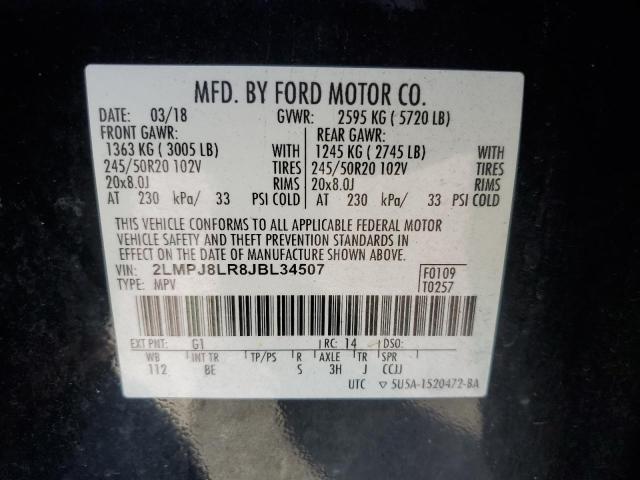 MFD. BY FORD MOTOR CO.
DATE: 03/18 GVWR: 2595 KG ( 5720 LB)
FRONT GAWR: REAR GAWR:
1363 KG ( 3005 LB) WITH 1245 KG ( 2745 LB) WITH
245/50R20 102V TIRES 245/50R20 102V TIRES
20x8.0J RIMS 20x8.0J RIMS
AT 230 kPa/ 33 PSI COLD AT 230 kPa/ 33 PSI COLD
THIS VEHICLE CONFORMS TO ALL APPLICABLE FEDERAL MOTOR
VEHICLE SAFETY AND THEFT PREVENTION STANDARDS IN
EFFECT ON THE DATE OF MANUFACTURE SHOWN ABOVE.
VIN: 2LMPJ8LR8JBL34507 F0109
TYPE: MPV T0257
EXT PNT: G1 RC: 14 DSO:
WB INT TR TP/PS R AXLE TR SPR
112 BE S 3H J CCJJ
UTC ▽ 5U5A-1520472-BA